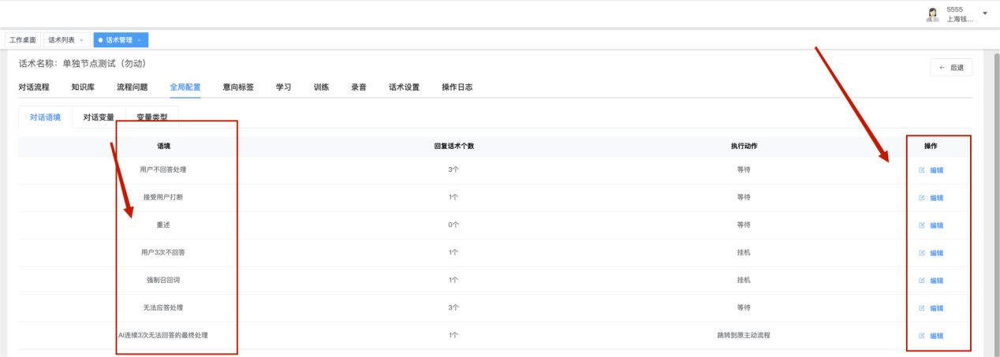 5555
上海钱...
工作桌面 话术列表 × 话术管理 ×
话术名称：单独节点测试（勿动）
← 后退
对话流程 知识库 流程问题 全局配置 意向标签 学习 训练 录音 话术设置 操作日志
对话语境 对话变量 变量类型
语境 回复话术个数 执行动作 操作
用户不回答处理 3个 等待 编辑
接受用户打断 1个 等待 编辑
重述 0个 等待 编辑
用户3次不回答 1个 挂机 编辑
强制召回词 1个 挂机 编辑
无法应答处理 3个 等待 编辑
AI连续3次无法回答的最终处理 1个 跳转到原主动流程 编辑